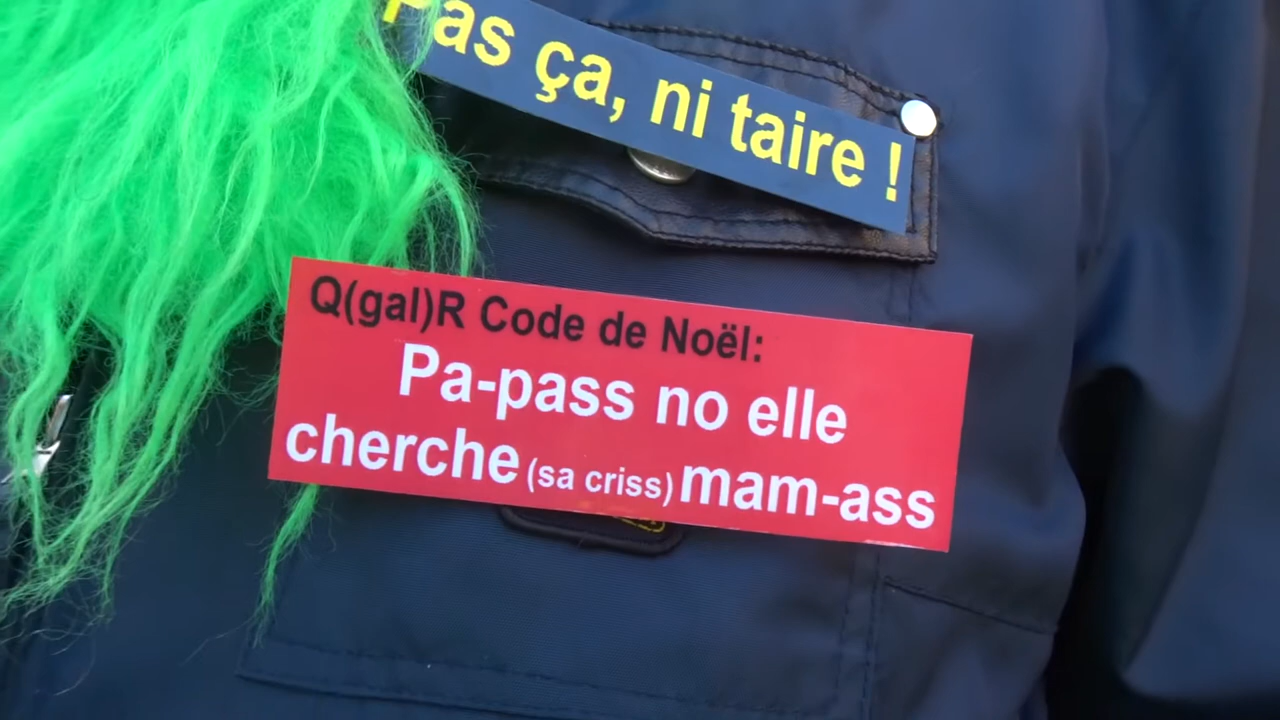 Pas ça, ni taire !
Q(gal)R Code de Noël:
Pa-pass no elle
cherche (sa criss) mam-ass